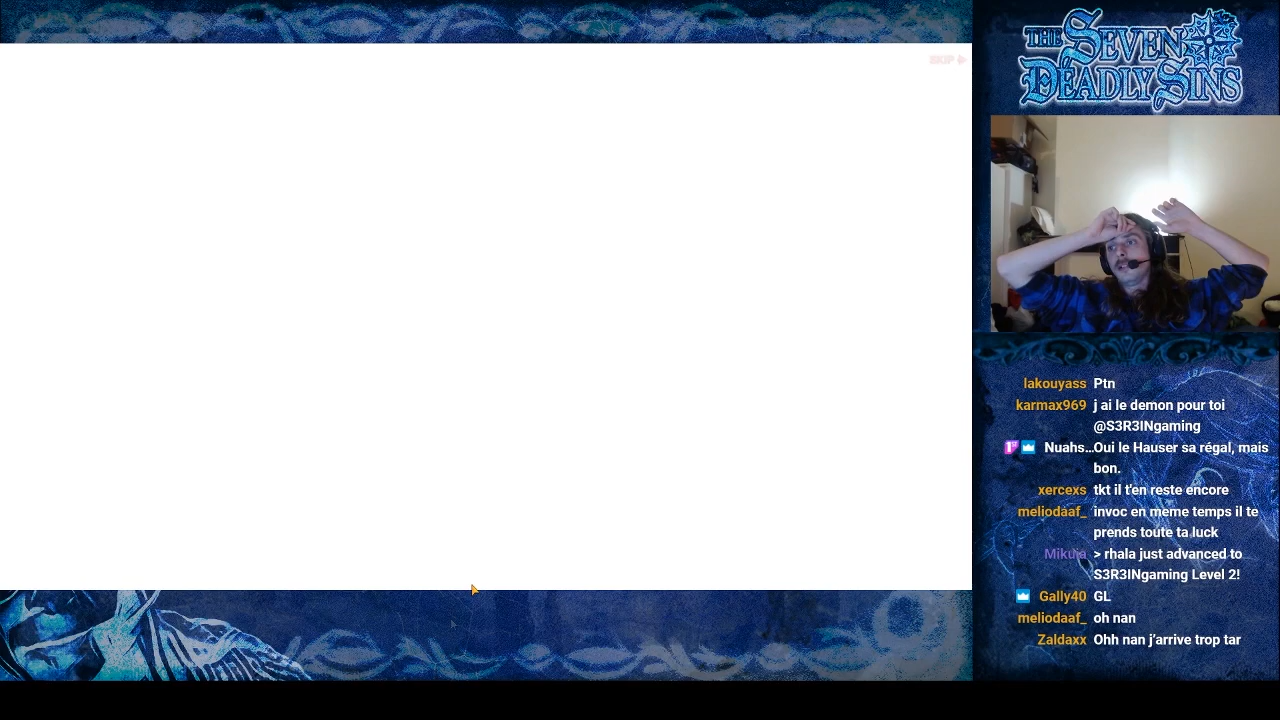 SKIP
THE SEVEN
DEADLY SINS
lakouyass Ptn
karmax969 j ai le demon pour toi
@S3R3INgaming
Nuahs…Oui le Hauser sa régal, mais
bon.
xercexs tkt il t'en reste encore
meliodaaf_ invoc en meme temps il te
prends toute ta luck
Mikuia > rhala just advanced to
S3R3INgaming Level 2!
Gally40 GL
meliodaaf_ oh nan
Zaldaxx Ohh nan j'arrive trop tar